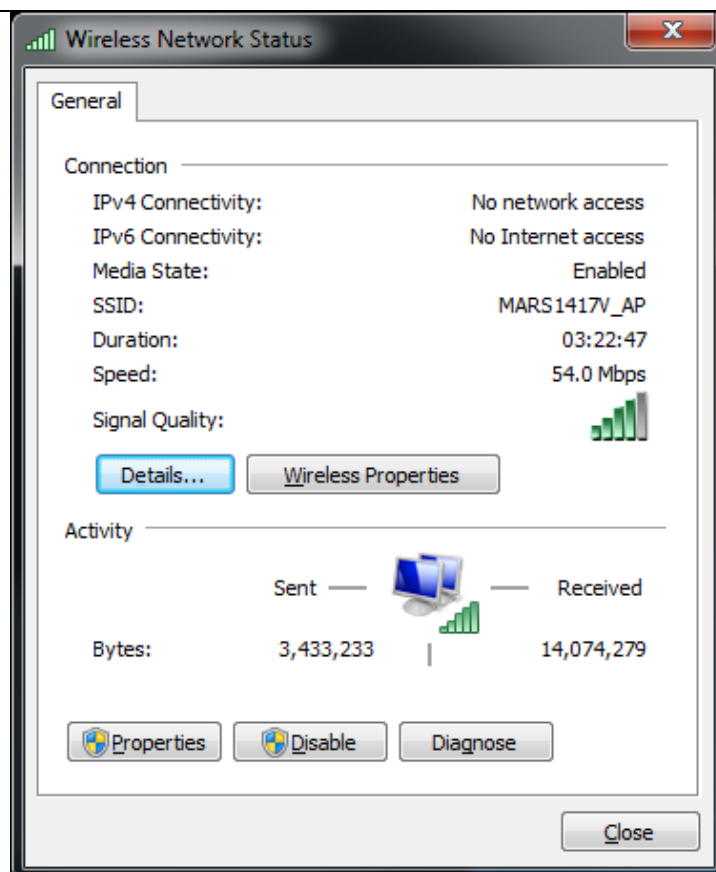 Wireless Network Status
General
Connection
IPv4 Connectivity: No network access
IPv6 Connectivity: No Internet access
Media State: Enabled
SSID: MARS1417V_AP
Duration: 03:22:47
Speed: 54.0 Mbps
Signal Quality:
Details... Wireless Properties
Activity
Sent Received
Bytes: 3,433,233 14,074,279
Properties Disable Diagnose
Close